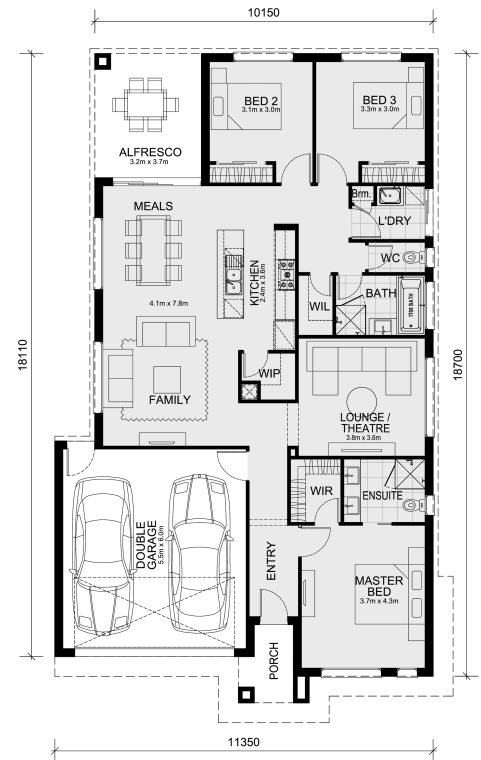 10150
BED 2
3.1m x 3.0m
BED 3
3.3m x 3.0m
ALFRESCO
3.2m x 3.7m
Brm.
L'DRY
MEALS
WC
KITCHEN
2.4m x 3.6m
BATH
1700 BATH
WIL
4.1m x 7.8m
18110
18700
WIP
FAMILY
LOUNGE /
THEATRE
3.8m x 3.6m
WIR
ENSUITE
DOUBLE
GARAGE
5.5m x 6.0m
ENTRY
MASTER
BED
3.7m x 4.3m
PORCH
11350